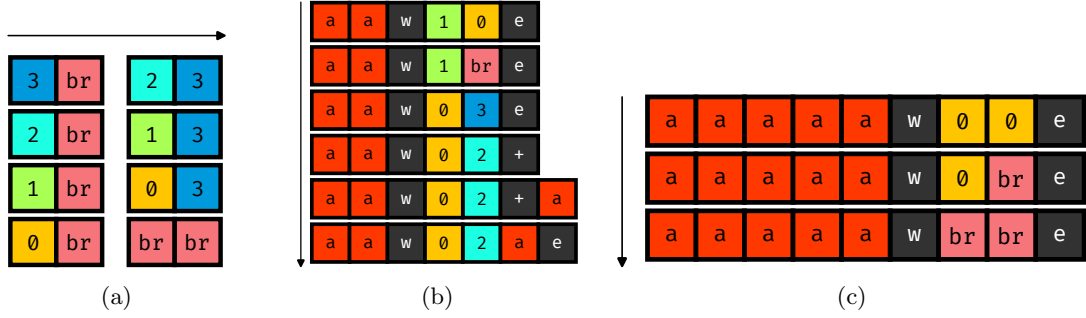 3 br 2 3
2 br 1 3
1 br 0 3
0 br br br
(a)
a a w 1 0 e
a a w 1 br e
a a w 0 3 e
a a w 0 2 +
a a w 0 2 + a
a a w 0 2 a e
(b)
a a a a a w 0 0 e
a a a a a w 0 br e
a a a a a w br br e
(c)